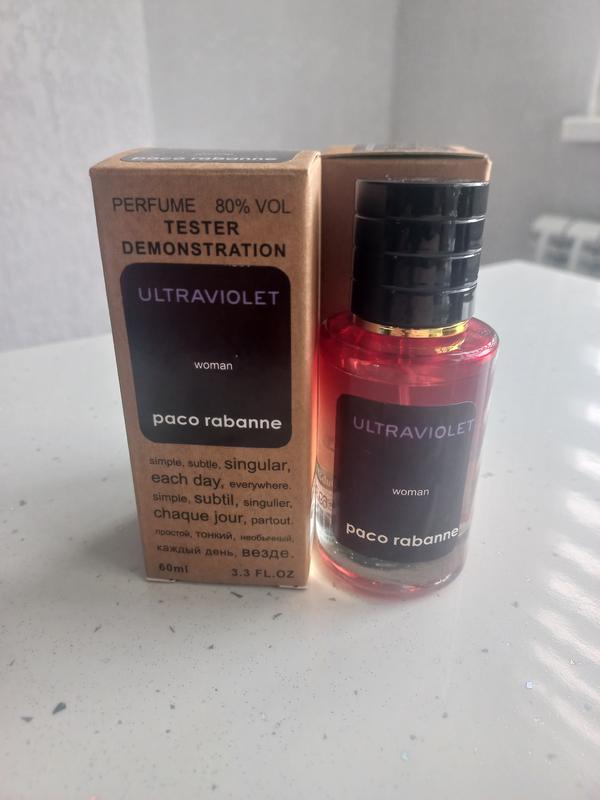 paco rabanne
PERFUME 80% VOL
TESTER
DEMONSTRATION
ULTRAVIOLET
woman
paco rabanne
simple, subtle, singular,
each day, everywhere.
simple, subtil, singulier,
chaque jour, partout.
простой, тонкий, необычный,
каждый день, везде.
60ml 3.3 FL.OZ
ULTRAVIOLET
woman
paco rabanne